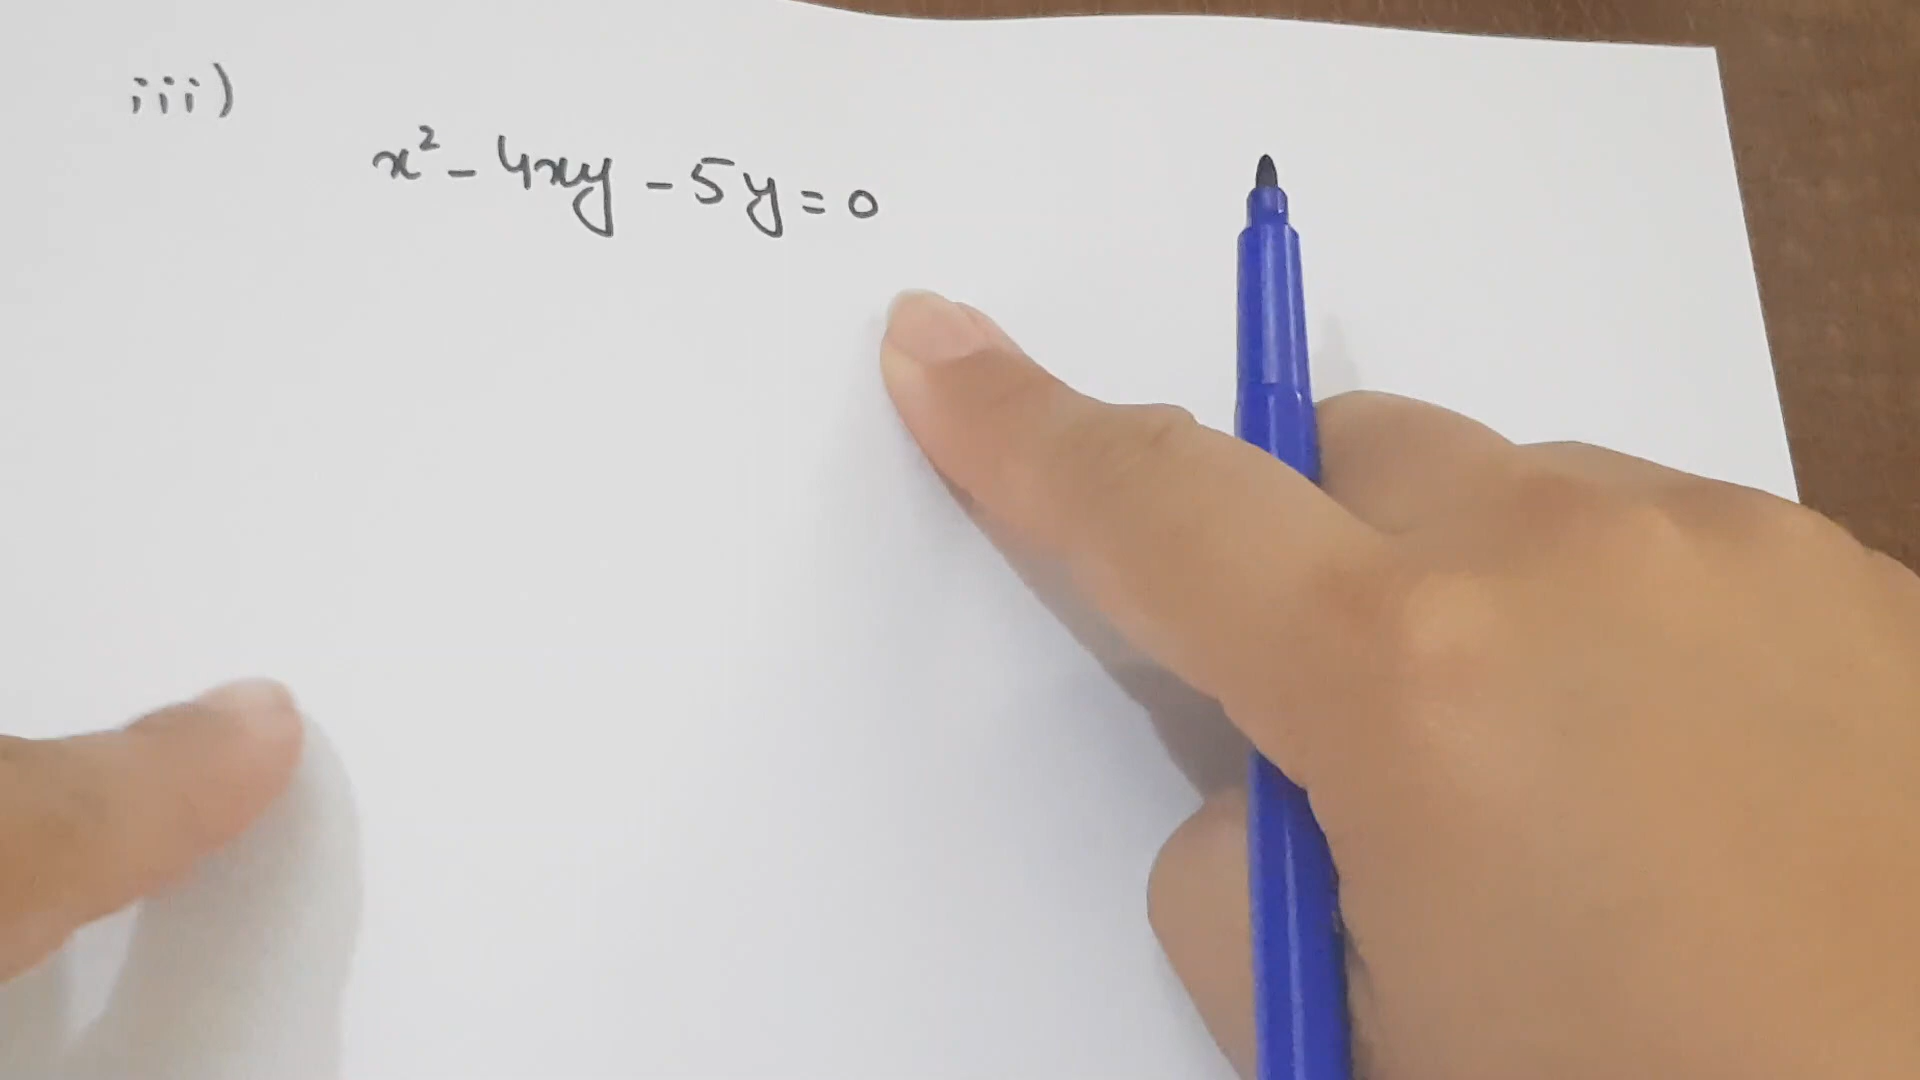 iii)
x² - 4xy - 5y = 0